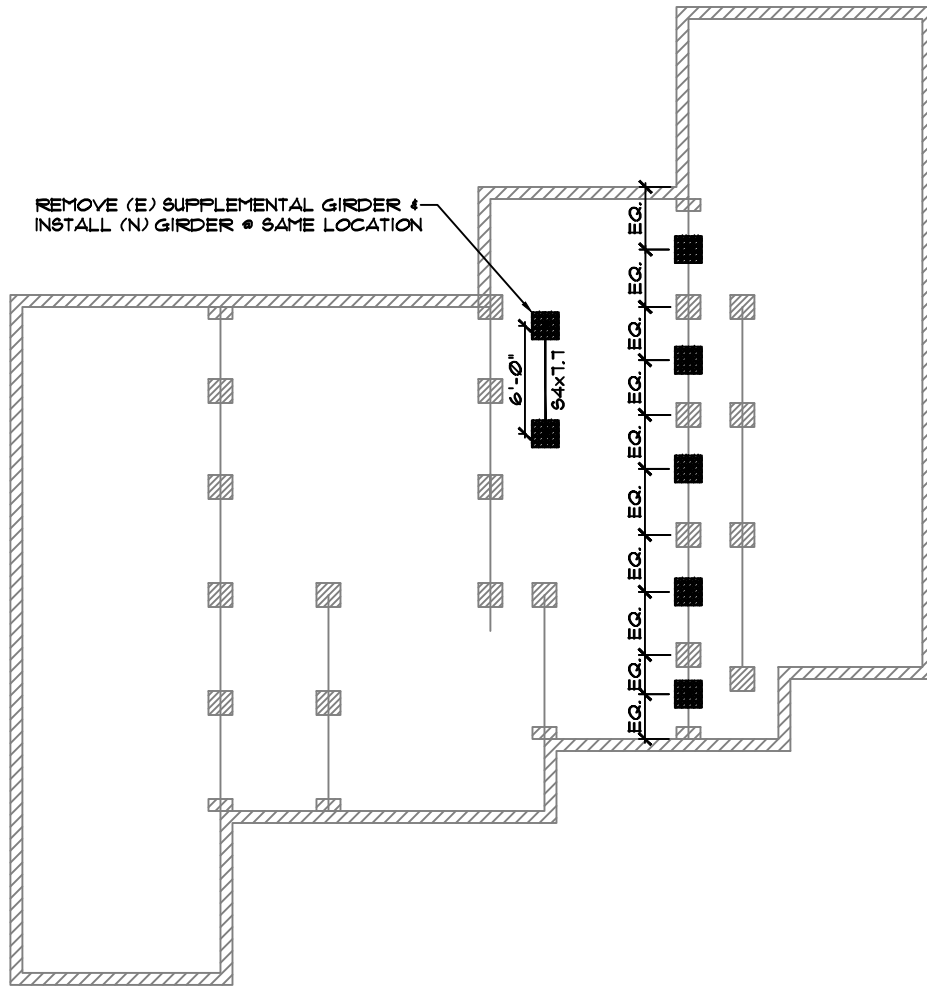 REMOVE (E) SUPPLEMENTAL GIRDER &
INSTALL (N) GIRDER @ SAME LOCATION
6'-0"
S4x7.7
EQ.
EQ.
EQ.
EQ.
EQ.
EQ.
EQ.
EQ.
EQ.
EQ.